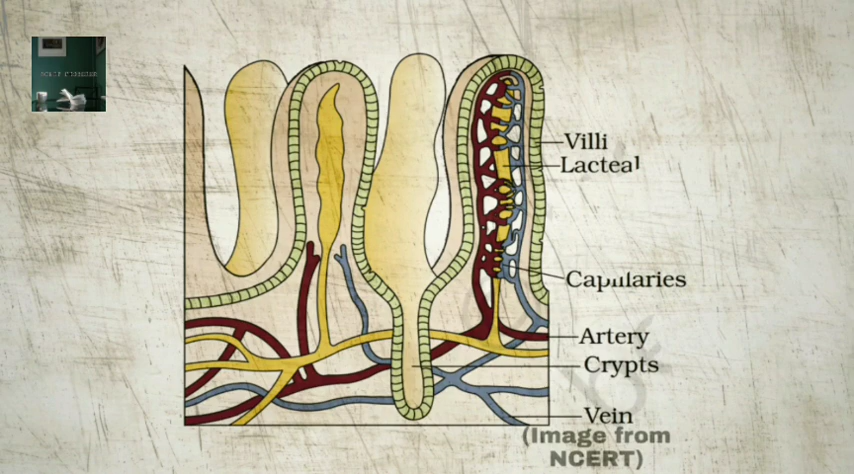 Villi
Lacteal
Capillaries
Artery
Crypts
Vein
(Image from
NCERT)